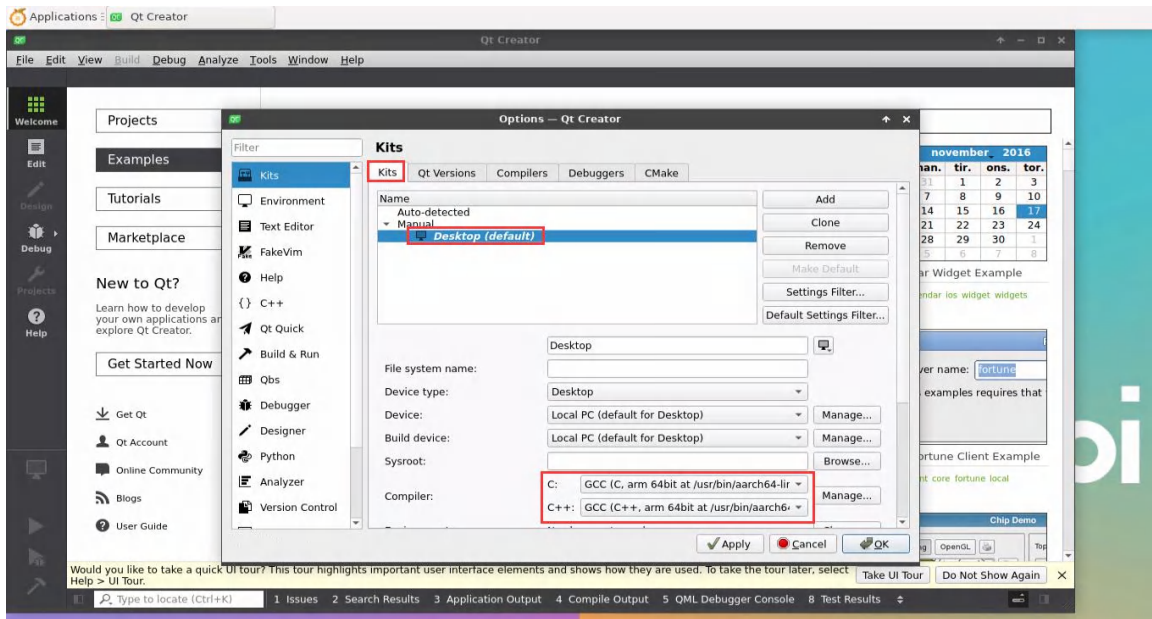 Applications Qt Creator
Qt Creator
File Edit View Build Debug Analyze Tools Window Help
Welcome
Edit
Design
Debug
Projects
Help
Projects
Examples
Tutorials
Marketplace
New to Qt?
Learn how to develop
your own applications
explore Qt Creator.
Get Started Now
Get Qt
Qt Account
Online Community
Blogs
User Guide
Options — Qt Creator
Filter
Kits
Environment
Text Editor
FakeVim
Help
{} C++
Qt Quick
Build & Run
Qbs
Debugger
Designer
Python
Analyzer
Version Control
Kits
Kits Qt Versions Compilers Debuggers CMake
Name
Auto-detected
Manual
Desktop (default)
Add
Clone
Remove
Make Default
Settings Filter...
Default Settings Filter...
Desktop
File system name:
Device type: Desktop
Device: Local PC (default for Desktop) Manage...
Build device: Local PC (default for Desktop) Manage...
Sysroot: Browse...
Compiler: Manage...
C: GCC (C, arm 64bit at /usr/bin/aarch64-lir
C++: GCC (C++, arm 64bit at /usr/bin/aarch64
Apply Cancel OK
november 2016
tir. ons. tor.
31 1 2 3
7 8 9 10
14 15 16 17
21 22 23 24
28 29 30 1
5 6 7 8
Widget Example
ios widget widgets
name: fortune
examples requires that
Client Example
core fortune local
Chip Demo
OpenGL
pi
Would you like to take a quick UI tour? This tour highlights important user interface elements and shows how they are used. To take the tour later, select
Help > UI Tour.
Take UI Tour Do Not Show Again
Type to locate (Ctrl+K) 1 Issues 2 Search Results 3 Application Output 4 Compile Output 5 QML Debugger Console 8 Test Results